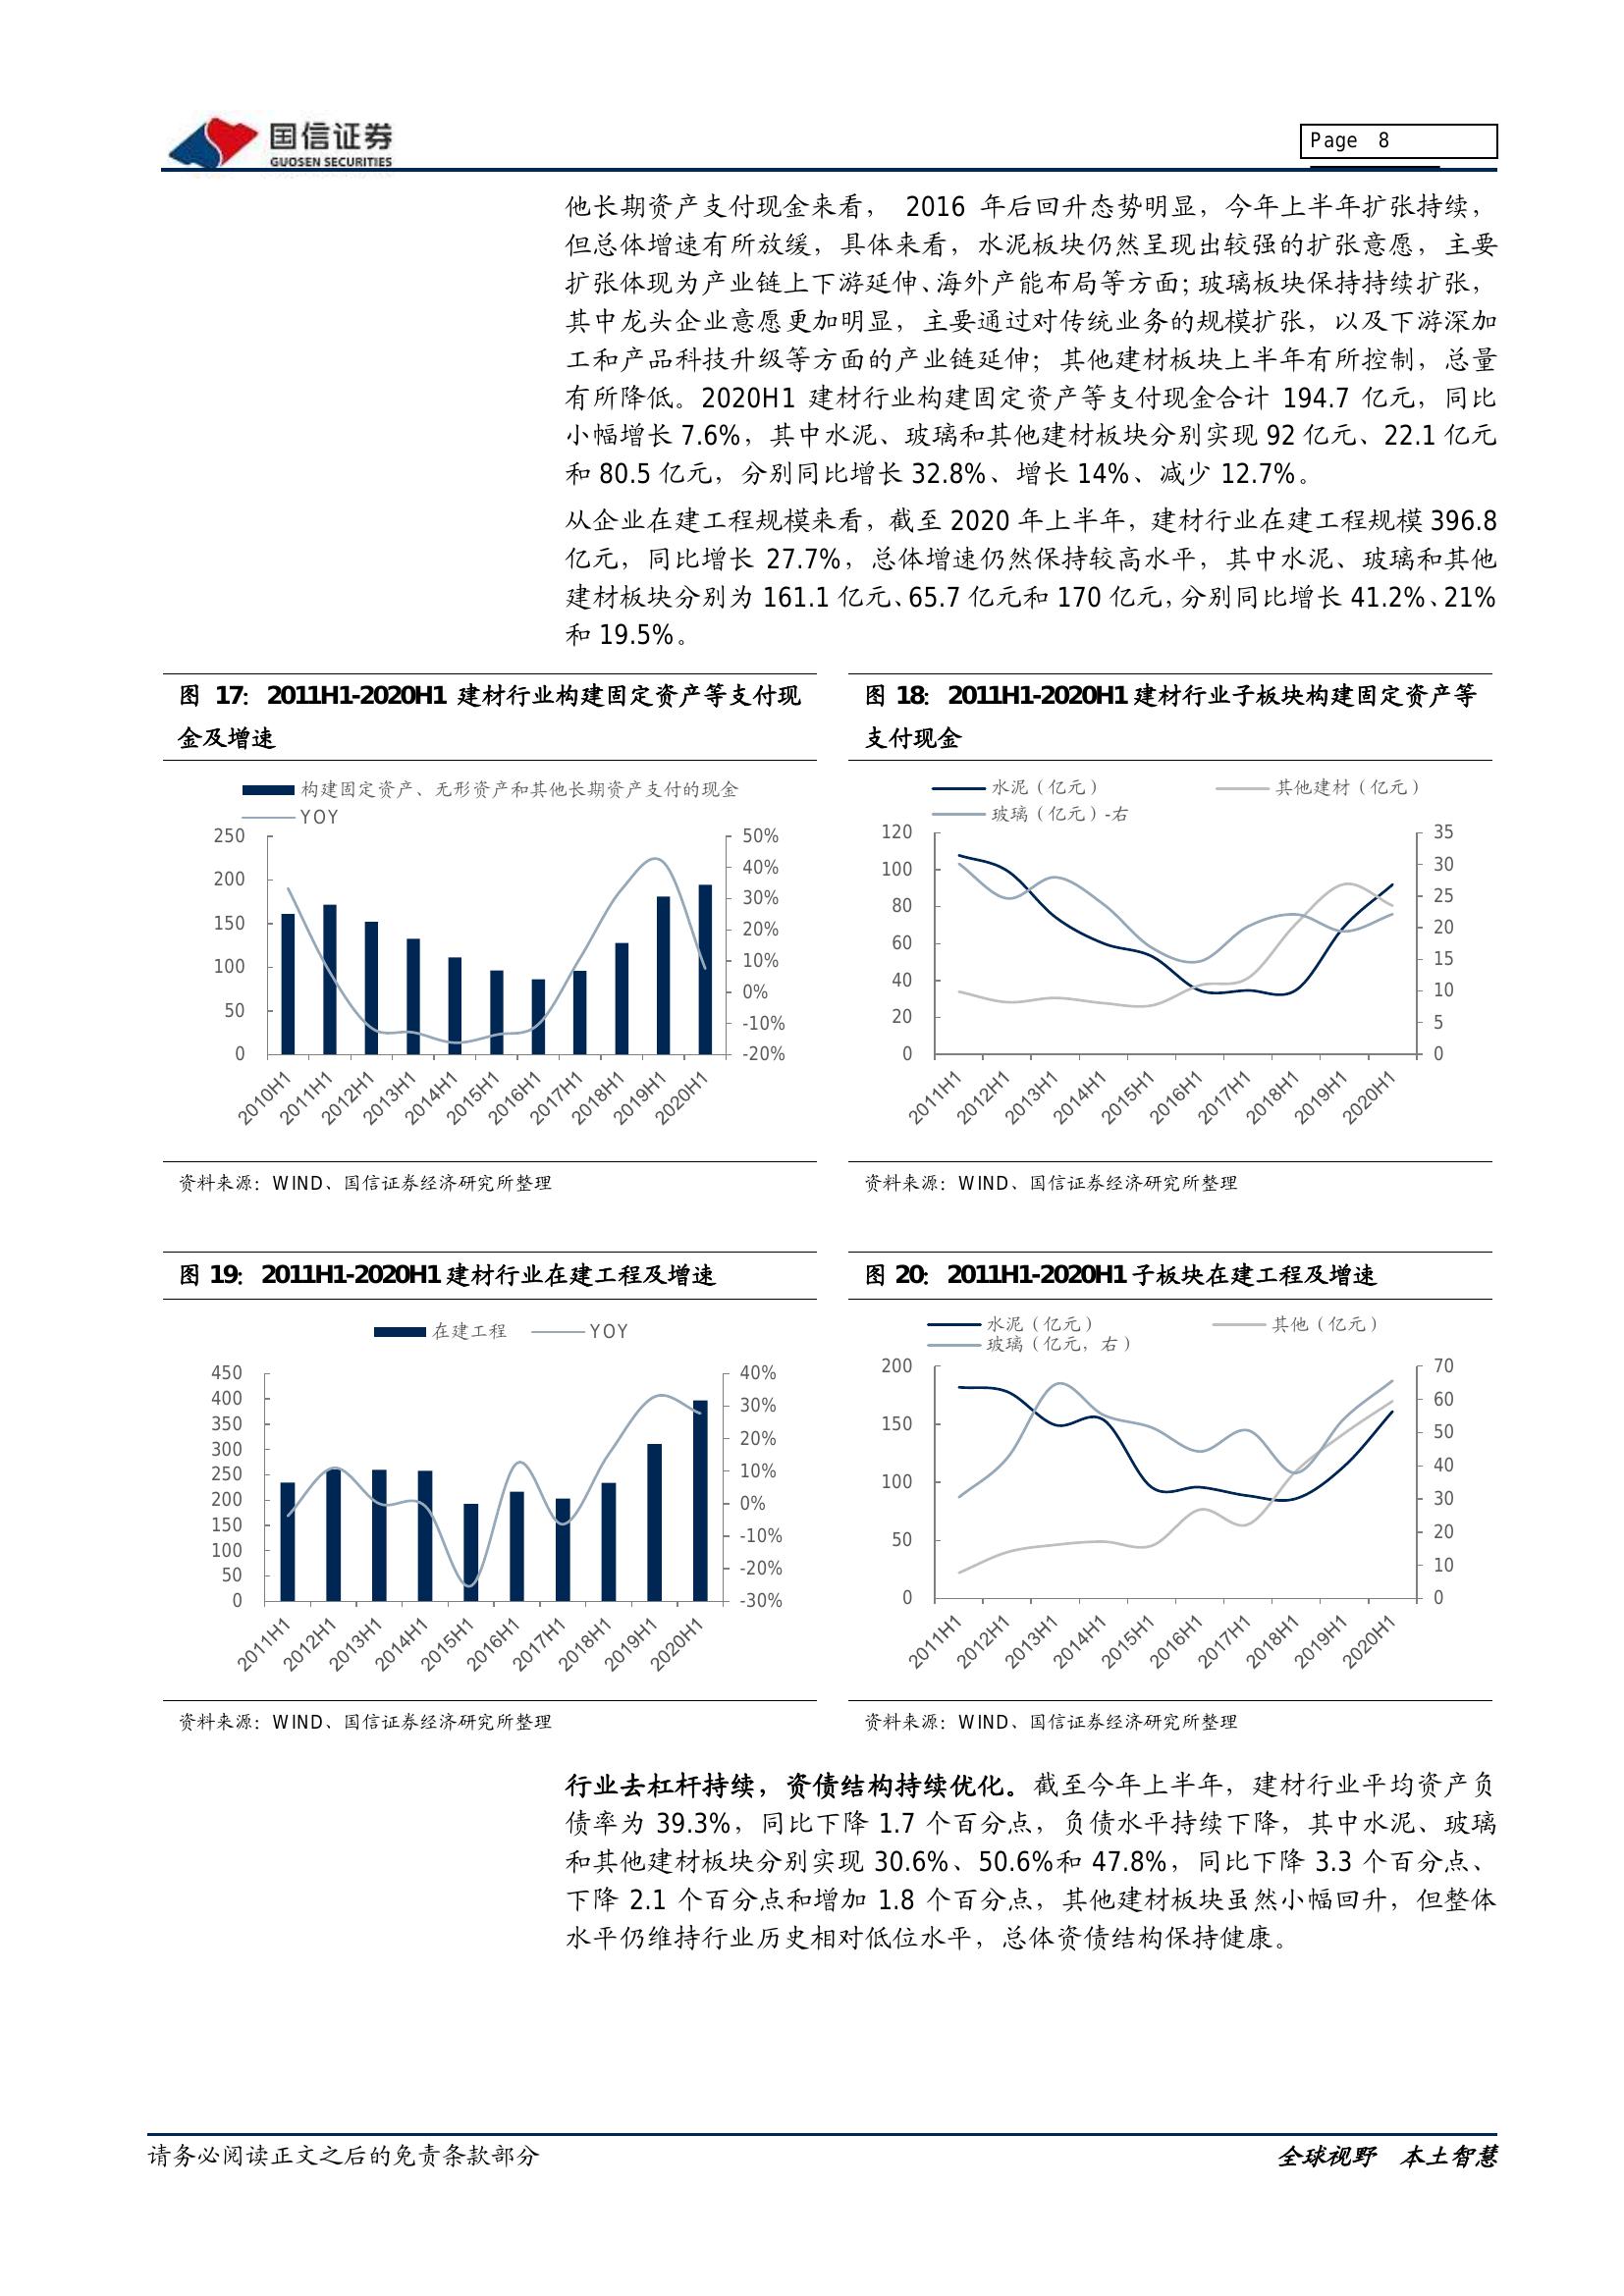 国信证券
GUOSEN SECURITIES
Page 8
他长期资产支付现金来看， 2016 年后回升态势明显，今年上半年扩张持续，
但总体增速有所放缓，具体来看，水泥板块仍然呈现出较强的扩张意愿，主要
扩张体现为产业链上下游延伸、海外产能布局等方面；玻璃板块保持持续扩张，
其中龙头企业意愿更加明显，主要通过对传统业务的规模扩张，以及下游深加
工和产品科技升级等方面的产业链延伸；其他建材板块上半年有所控制，总量
有所降低。2020H1 建材行业构建固定资产等支付现金合计 194.7 亿元，同比
小幅增长 7.6%，其中水泥、玻璃和其他建材板块分别实现 92 亿元、22.1 亿元
和 80.5 亿元，分别同比增长 32.8%、增长 14%、减少 12.7%。
从企业在建工程规模来看，截至 2020 年上半年，建材行业在建工程规模 396.8
亿元，同比增长 27.7%，总体增速仍然保持较高水平，其中水泥、玻璃和其他
建材板块分别为 161.1 亿元、65.7 亿元和 170 亿元，分别同比增长 41.2%、21%
和 19.5%。
图 17： 2011H1-2020H1 建材行业构建固定资产等支付现
金及增速
构建固定资产、无形资产和其他长期资产支付的现金
YOY
250
200
150
100
50
0
50%
40%
30%
20%
10%
0%
-10%
-20%
2010H1
2011H1
2012H1
2013H1
2014H1
2015H1
2016H1
2017H1
2018H1
2019H1
2020H1
资料来源：WIND、国信证券经济研究所整理
图 18： 2011H1-2020H1 建材行业子板块构建固定资产等
支付现金
水泥（亿元）
其他建材（亿元）
玻璃（亿元）-右
120
100
80
60
40
20
0
35
30
25
20
15
10
5
0
2011H1
2012H1
2013H1
2014H1
2015H1
2016H1
2017H1
2018H1
2019H1
2020H1
资料来源：WIND、国信证券经济研究所整理
图 19： 2011H1-2020H1 建材行业在建工程及增速
在建工程
YOY
450
400
350
300
250
200
150
100
50
0
40%
30%
20%
10%
0%
-10%
-20%
-30%
2011H1
2012H1
2013H1
2014H1
2015H1
2016H1
2017H1
2018H1
2019H1
2020H1
资料来源：WIND、国信证券经济研究所整理
图 20： 2011H1-2020H1 子板块在建工程及增速
水泥（亿元）
其他（亿元）
玻璃（亿元，右）
200
150
100
50
0
70
60
50
40
30
20
10
0
2011H1
2012H1
2013H1
2014H1
2015H1
2016H1
2017H1
2018H1
2019H1
2020H1
资料来源：WIND、国信证券经济研究所整理
行业去杠杆持续，资债结构持续优化。截至今年上半年，建材行业平均资产负
债率为 39.3%，同比下降 1.7 个百分点，负债水平持续下降，其中水泥、玻璃
和其他建材板块分别实现 30.6%、50.6%和 47.8%，同比下降 3.3 个百分点、
下降 2.1 个百分点和增加 1.8 个百分点，其他建材板块虽然小幅回升，但整体
水平仍维持行业历史相对低位水平，总体资债结构保持健康。
请务必阅读正文之后的免责条款部分
全球视野 本土智慧